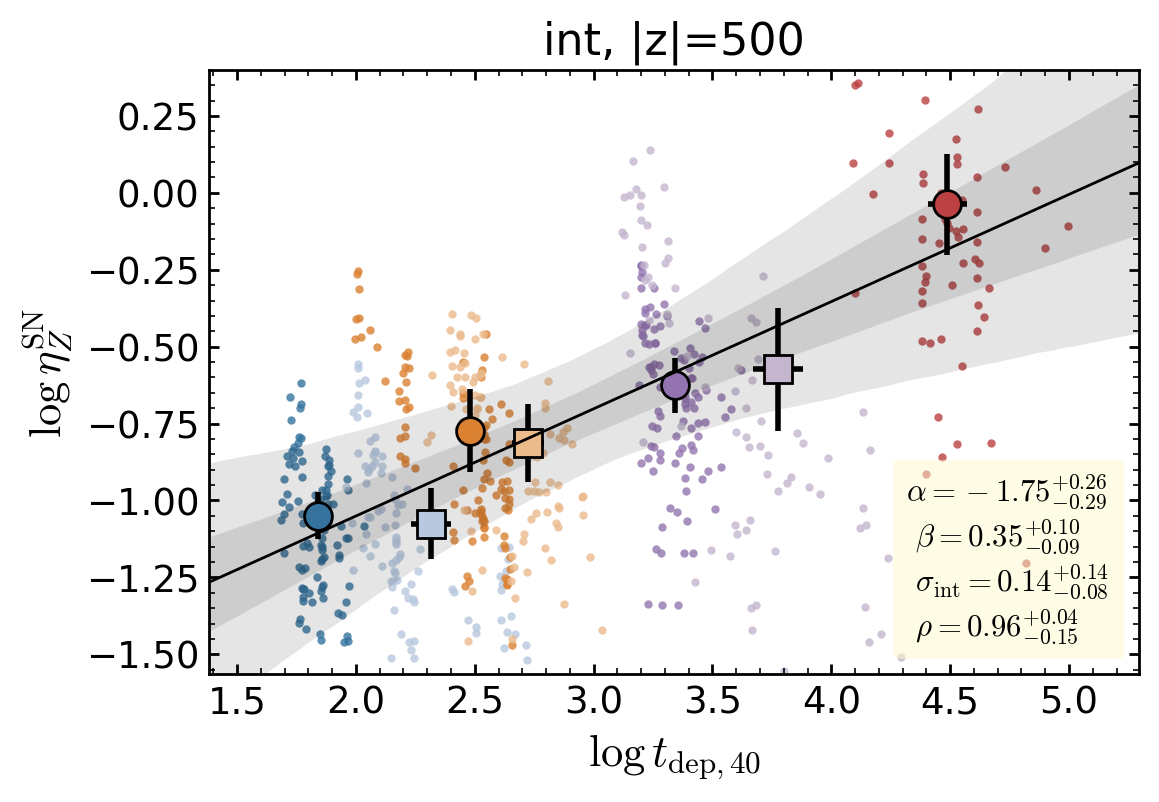 int, |z|=500
0.25
0.00
−0.25
−0.50
−0.75
−1.00
−1.25
−1.50
log η_Z^SN
α = − 1.75^{+0.26}_{−0.29}
β = 0.35^{+0.10}_{−0.09}
σ_int = 0.14^{+0.14}_{−0.08}
ρ = 0.96^{+0.04}_{−0.15}
1.5 2.0 2.5 3.0 3.5 4.0 4.5 5.0
log t_{dep, 40}